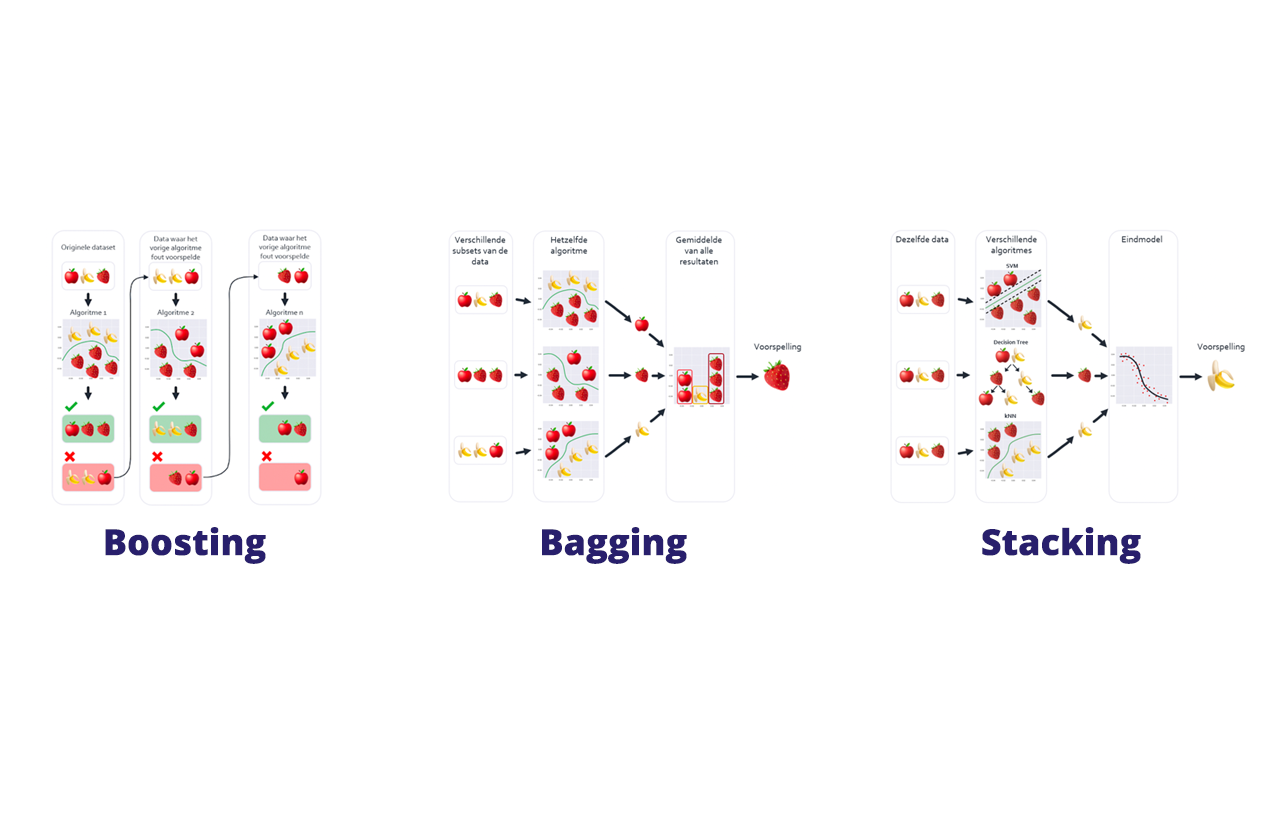 Originele dataset
Algoritme 1
Data waar het
vorige algoritme
fout voorspelde
Algoritme 2
Data waar het
vorige algoritme
fout voorspelde
Algoritme n
Boosting
Verschillende
subsets van de
data
Hetzelfde
algoritme
Gemiddelde
van alle
resultaten
Voorspelling
Bagging
Dezelfde data
Verschillende
algoritmes
SVM
Decision Tree
kNN
Eindmodel
Voorspelling
Stacking